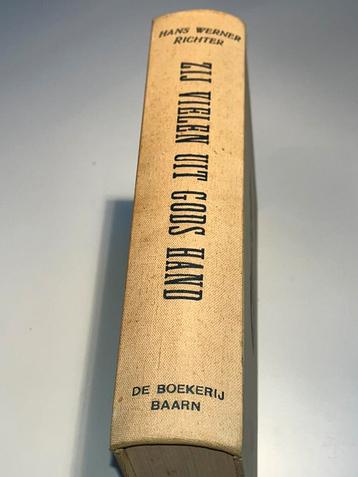 HANS WERNER
RICHTER
ZIJ VIELEN UIT GODS HAND
DE BOEKERIJ
BAARN